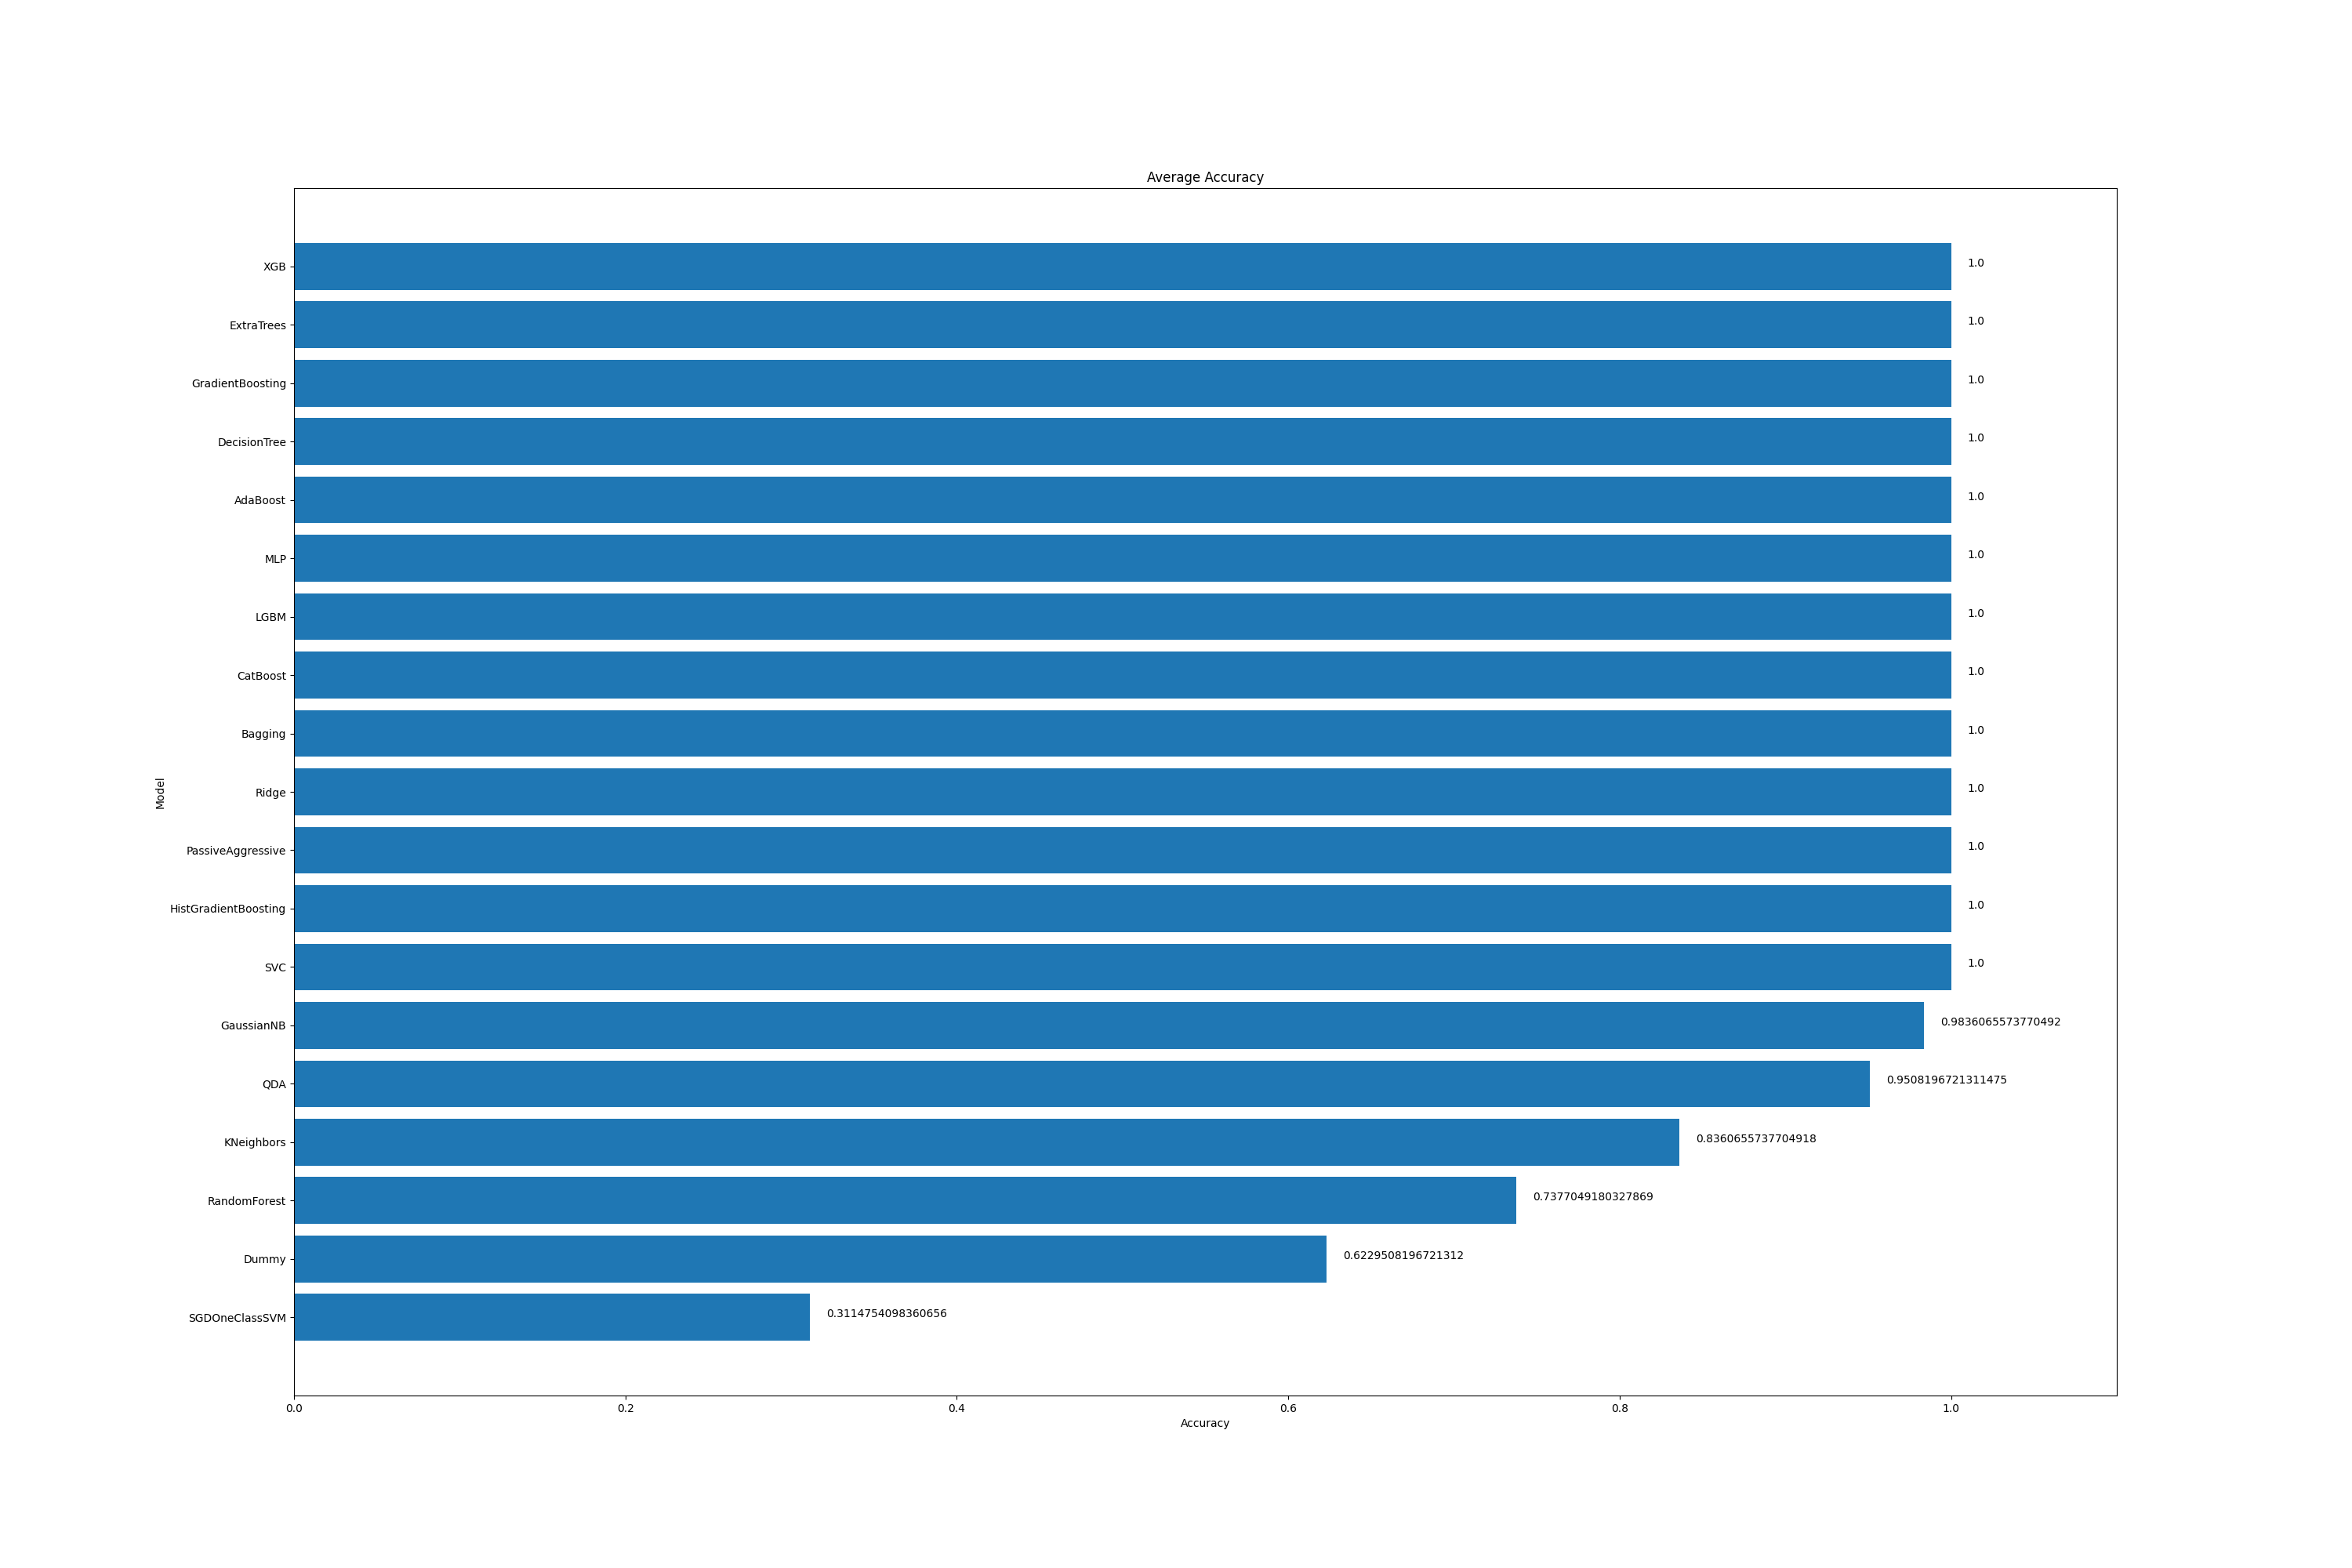 Average Accuracy
Model
XGB 1.0
ExtraTrees 1.0
GradientBoosting 1.0
DecisionTree 1.0
AdaBoost 1.0
MLP 1.0
LGBM 1.0
CatBoost 1.0
Bagging 1.0
Ridge 1.0
PassiveAggressive 1.0
HistGradientBoosting 1.0
SVC 1.0
GaussianNB 0.9836065573770492
QDA 0.9508196721311475
KNeighbors 0.8360655737704918
RandomForest 0.7377049180327869
Dummy 0.6229508196721312
SGDOneClassSVM 0.3114754098360656
0.0 0.2 0.4 0.6 0.8 1.0
Accuracy